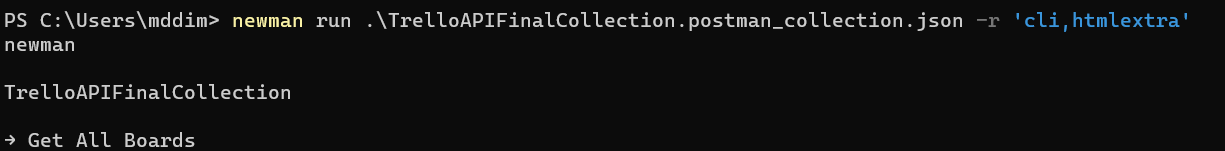 PS C:\Users\mddim> newman run .\TrelloAPIFinalCollection.postman_collection.json -r 'cli,htmlextra'
newman
TrelloAPIFinalCollection
→ Get All Boards